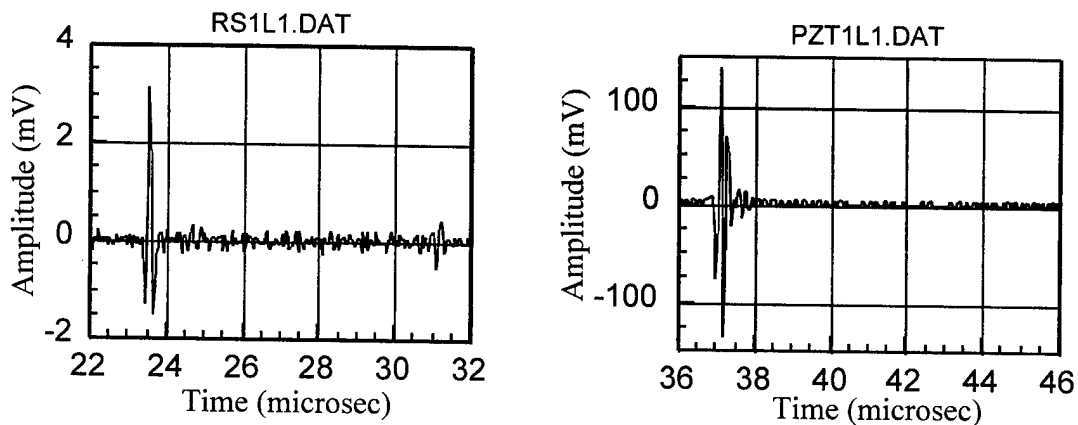 RS1L1.DAT
4
2
0
-2
Amplitude (mV)
22 24 26 28 30 32
Time (microsec)
PZT1L1.DAT
100
0
-100
Amplitude (mV)
36 38 40 42 44 46
Time (microsec)